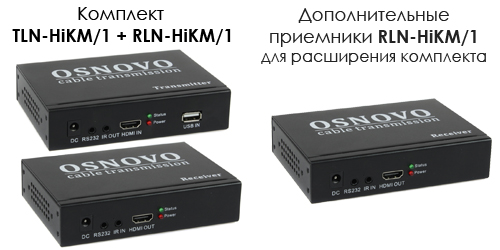 Комплект
TLN-HiKM/1 + RLN-HiKM/1
Дополнительные
приемники RLN-HiKM/1
для расширения комплекта
OSNOVO
cable transmission
Transmitter
Status
Power
DC RS232 IR OUT HDMI IN
USB IN
OSNOVO
cable transmission
Receiver
Status
Power
DC RS232 IR IN HDMI OUT
OSNOVO
cable transmission
Receiver
Status
Power
DC RS232 IR IN HDMI OUT